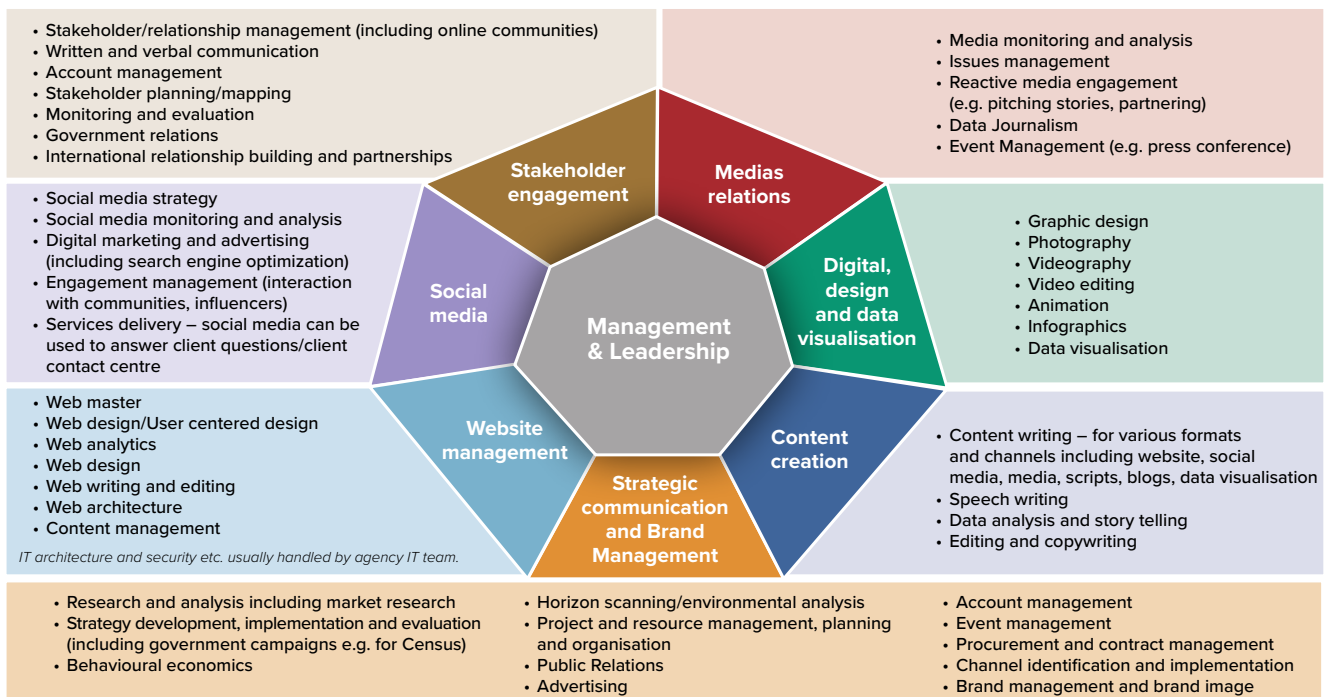 • Stakeholder/relationship management (including online communities)
• Written and verbal communication
• Account management
• Stakeholder planning/mapping
• Monitoring and evaluation
• Government relations
• International relationship building and partnerships
• Media monitoring and analysis
• Issues management
• Reactive media engagement
(e.g. pitching stories, partnering)
• Data Journalism
• Event Management (e.g. press conference)
Stakeholder
engagement
Medias
relations
• Social media strategy
• Social media monitoring and analysis
• Digital marketing and advertising
(including search engine optimization)
• Engagement management (interaction
with communities, influencers)
• Services delivery – social media can be
used to answer client questions/client
contact centre
Social
media
Management
& Leadership
Digital,
design
and data
visualisation
• Graphic design
• Photography
• Videography
• Video editing
• Animation
• Infographics
• Data visualisation
• Web master
• Web design/User centered design
• Web analytics
• Web design
• Web writing and editing
• Web architecture
• Content management
IT architecture and security etc. usually handled by agency IT team.
Website
management
Strategic
communication
and Brand
Management
Content
creation
• Content writing – for various formats
and channels including website, social
media, media, scripts, blogs, data visualisation
• Speech writing
• Data analysis and story telling
• Editing and copywriting
• Research and analysis including market research
• Strategy development, implementation and evaluation
(including government campaigns e.g. for Census)
• Behavioural economics
• Horizon scanning/environmental analysis
• Project and resource management, planning
and organisation
• Public Relations
• Advertising
• Account management
• Event management
• Procurement and contract management
• Channel identification and implementation
• Brand management and brand image